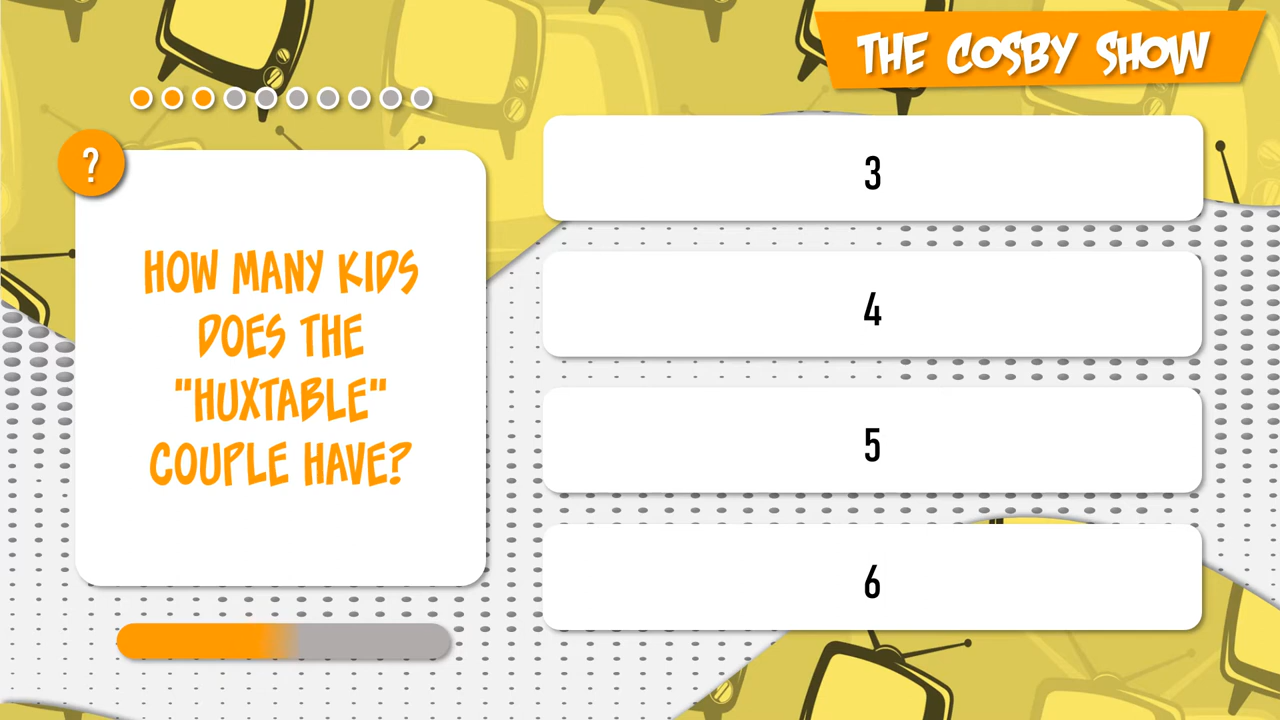 THE COSBY SHOW
?
HOW MANY KIDS
DOES THE
"HUXTABLE"
COUPLE HAVE?
3
4
5
6